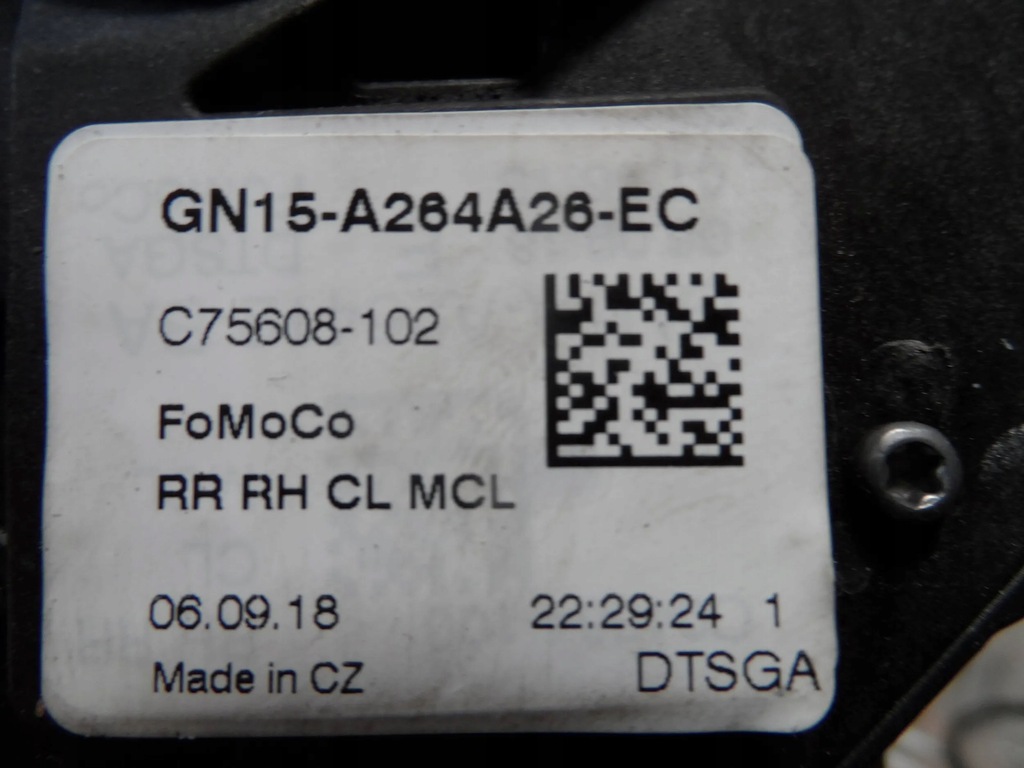 GN15-A264A26-EC
C75608-102
FoMoCo
RR RH CL MCL
06.09.18 22:29:24 1
Made in CZ DTSGA